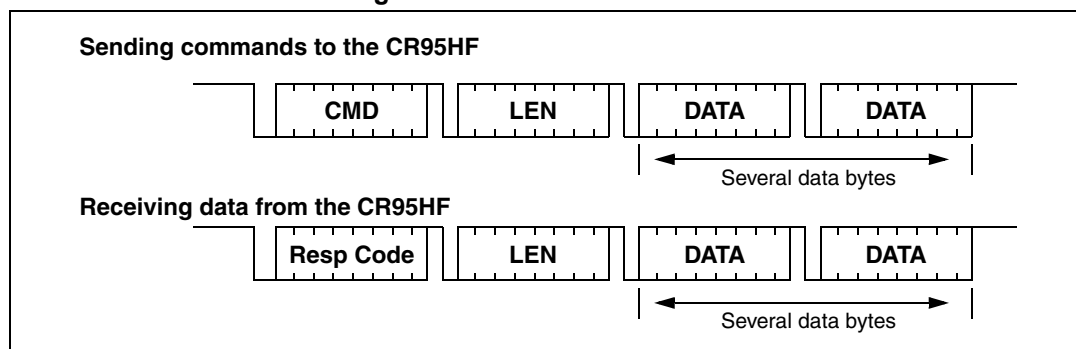 Sending commands to the CR95HF
CMD LEN DATA DATA
Several data bytes
Receiving data from the CR95HF
Resp Code LEN DATA DATA
Several data bytes